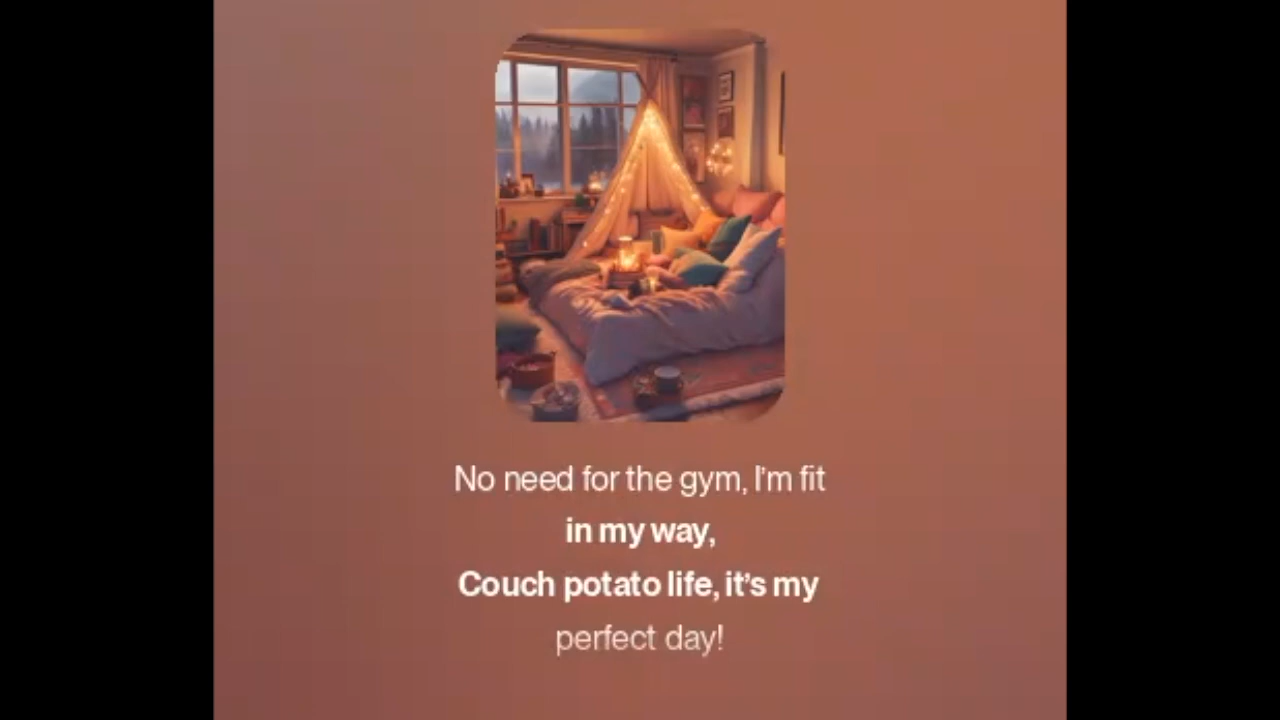 No need for the gym, I'm fit
in my way,
Couch potato life, it's my
perfect day!